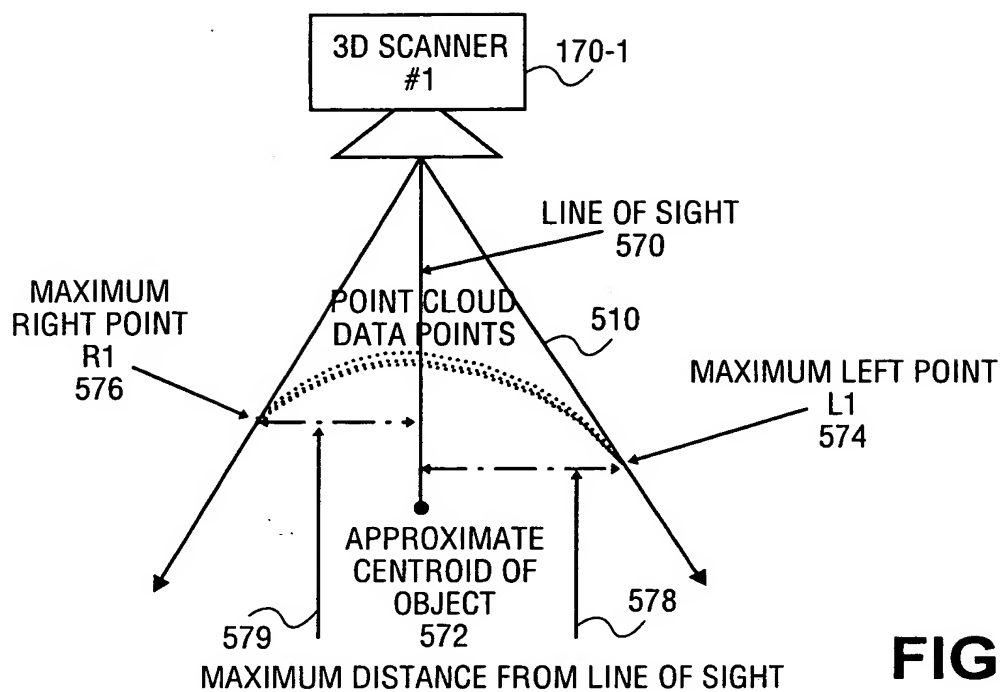 3D SCANNER
#1
170-1
LINE OF SIGHT
570
MAXIMUM
RIGHT POINT
R1
576
POINT CLOUD
DATA POINTS
510
MAXIMUM LEFT POINT
L1
574
APPROXIMATE
CENTROID OF
OBJECT
572
579
578
MAXIMUM DISTANCE FROM LINE OF SIGHT
FIG